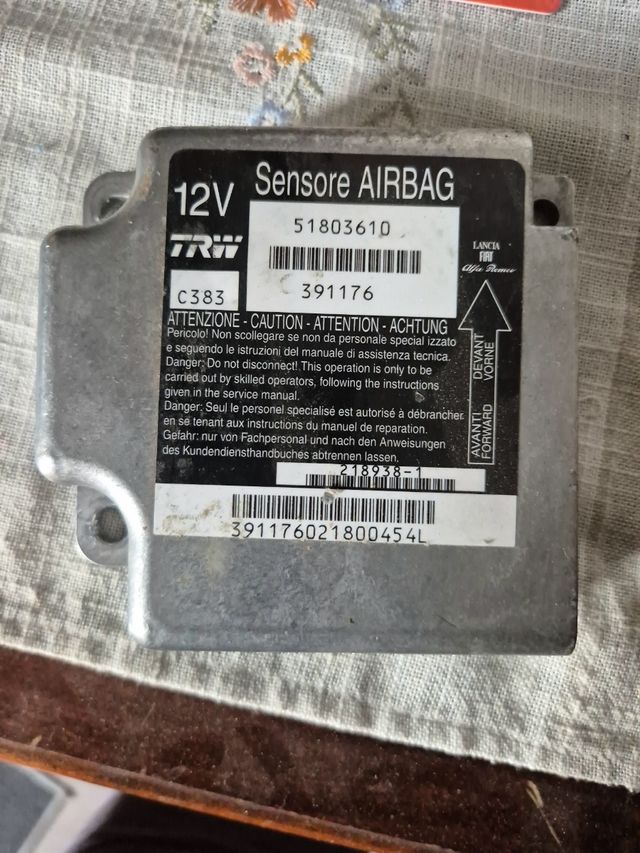 12V
Sensore AIRBAG
TRW
51803610
C383
391176
LANCIA
FIAT
Alfa Romeo
ATTENZIONE - CAUTION - ATTENTION - ACHTUNG
Pericolo! Non scollegare se non da personale special izzato
e seguendo le istruzioni del manuale di assistenza tecnica.
Danger: Do not disconnect! This operation is only to be
carried out by skilled operators, following the instructions
given in the service manual.
Danger: Seul le personel specialisé est autorisé à débrancher
en se tenant aux instructions du manuel de reparation.
Gefahr: nur von Fachpersonal und nach den Anweisungen
des Kundendiensthandbuches abtrennen lassen.
AVANTI DEVANT
FORWARD VORNE
218938-1
391176021800454L